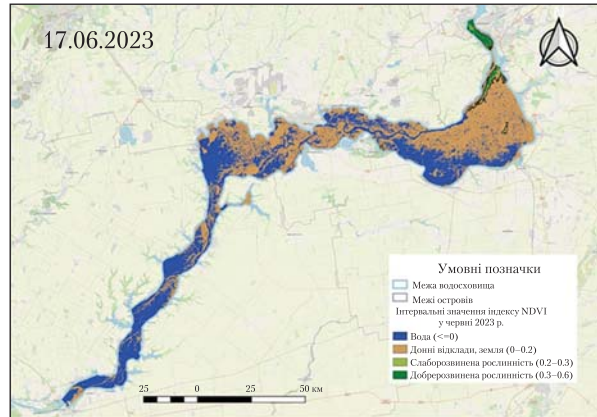 17.06.2023
Умовні позначки
Межа водосховища
Межі островів
Інтервальні значення індексу NDVI
у червні 2023 р.
Вода (<=0)
Донні відклади, земля (0–0.2)
Слаборозвинена рослинність (0.2–0.3)
Доbреrозвинена рослинність (0.3–0.6)
25 0 25 50 км